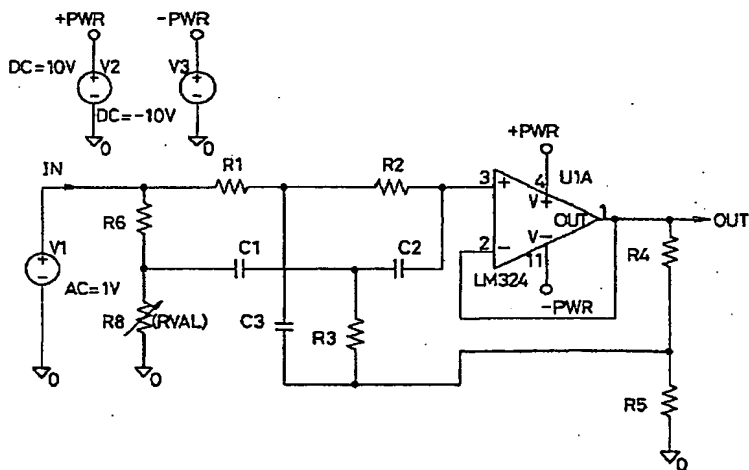 +PWR
-PWR
DC=10V
V2
V3
DC=-10V
0
0
+PWR
IN
R1
R2
3
4
U1A
V+
OUT
1
OUT
R6
C1
C2
2
V-
11
LM324
R4
V1
AC=1V
-PWR
R8
(RVAL)
C3
R3
R5
0
0
0